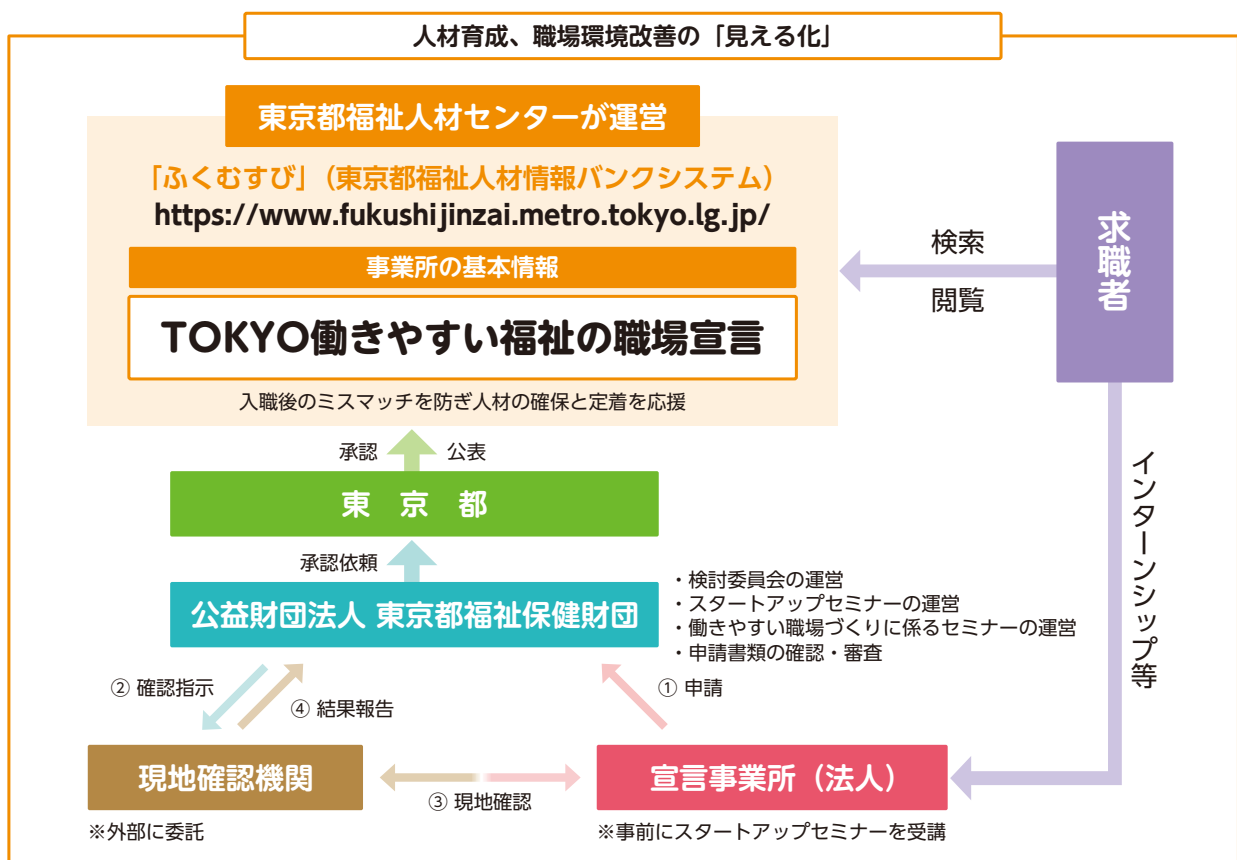 人材育成、職場環境改善の「見える化」
東京都福祉人材センターが運営
「ふくむすび」（東京都福祉人材情報バンクシステム）
https://www.fukushijinzai.metro.tokyo.lg.jp/
事業所の基本情報
TOKYO働きやすい福祉の職場宣言
入職後のミスマッチを防ぎ人材の確保と定着を応援
検索
閲覧
求職者
承認
公表
東京都
承認依頼
公益財団法人 東京都福祉保健財団
・検討委員会の運営
・スタートアップセミナーの運営
・働きやすい職場づくりに係るセミナーの運営
・申請書類の確認・審査
インターンシップ等
② 確認指示
④ 結果報告
① 申請
現地確認機関
③ 現地確認
宣言事業所（法人）
※外部に委託
※事前にスタートアップセミナーを受講